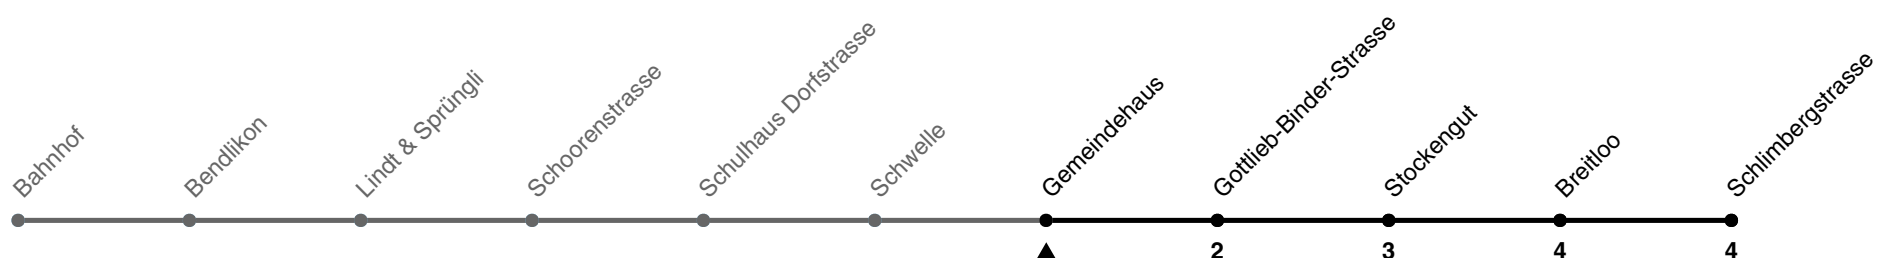 Bahnhof
Bendlikon
Lindt & Sprüngli
Schoorenstrasse
Schulhaus Dorfstrasse
Schwelle
Gemeindehaus
Gottlieb-Binder-Strasse
Stockengut
Breitloo
Schlimbergstrasse
2 3 4 4